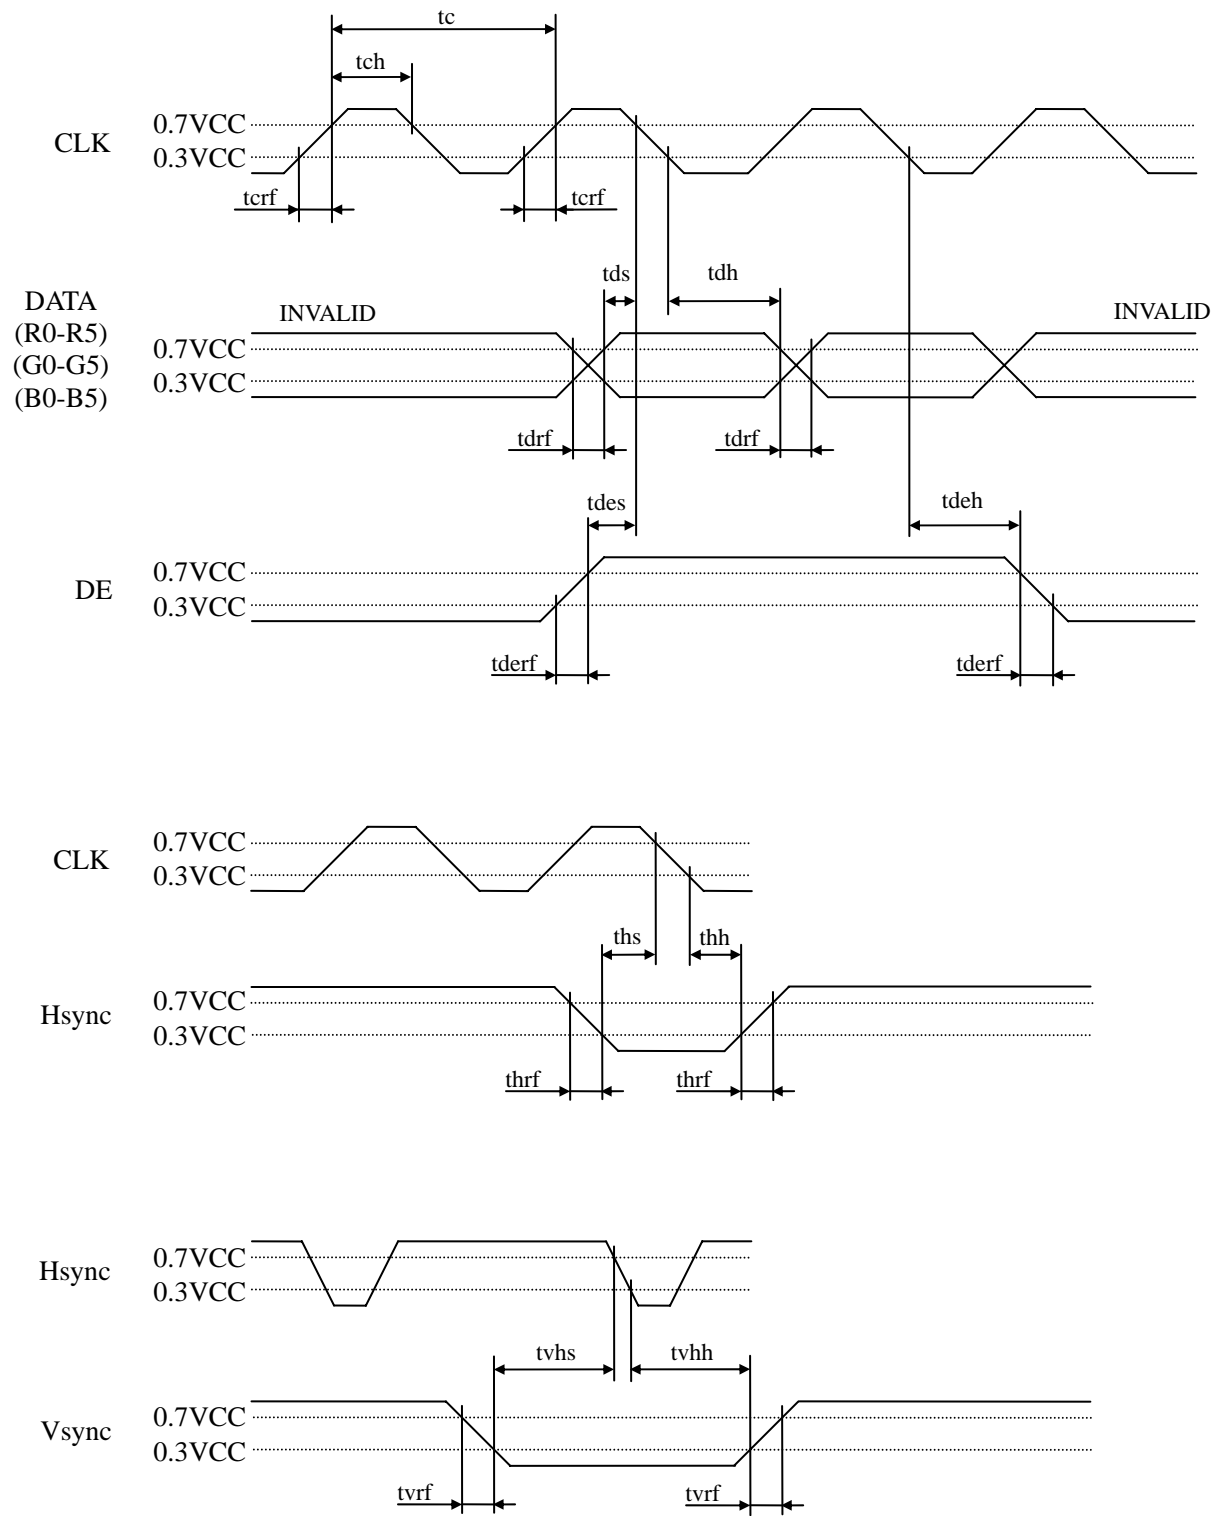 tc
tch
CLK
0.7VCC
0.3VCC
tcrf
tcrf
tds
tdh
DATA
(R0-R5)
(G0-G5)
(B0-B5)
INVALID
INVALID
0.7VCC
0.3VCC
tdrf
tdrf
tdes
tdeh
DE
0.7VCC
0.3VCC
tderf
tderf
CLK
0.7VCC
0.3VCC
ths
thh
Hsync
0.7VCC
0.3VCC
thrf
thrf
Hsync
0.7VCC
0.3VCC
tvhs
tvhh
Vsync
0.7VCC
0.3VCC
tvrf
tvrf